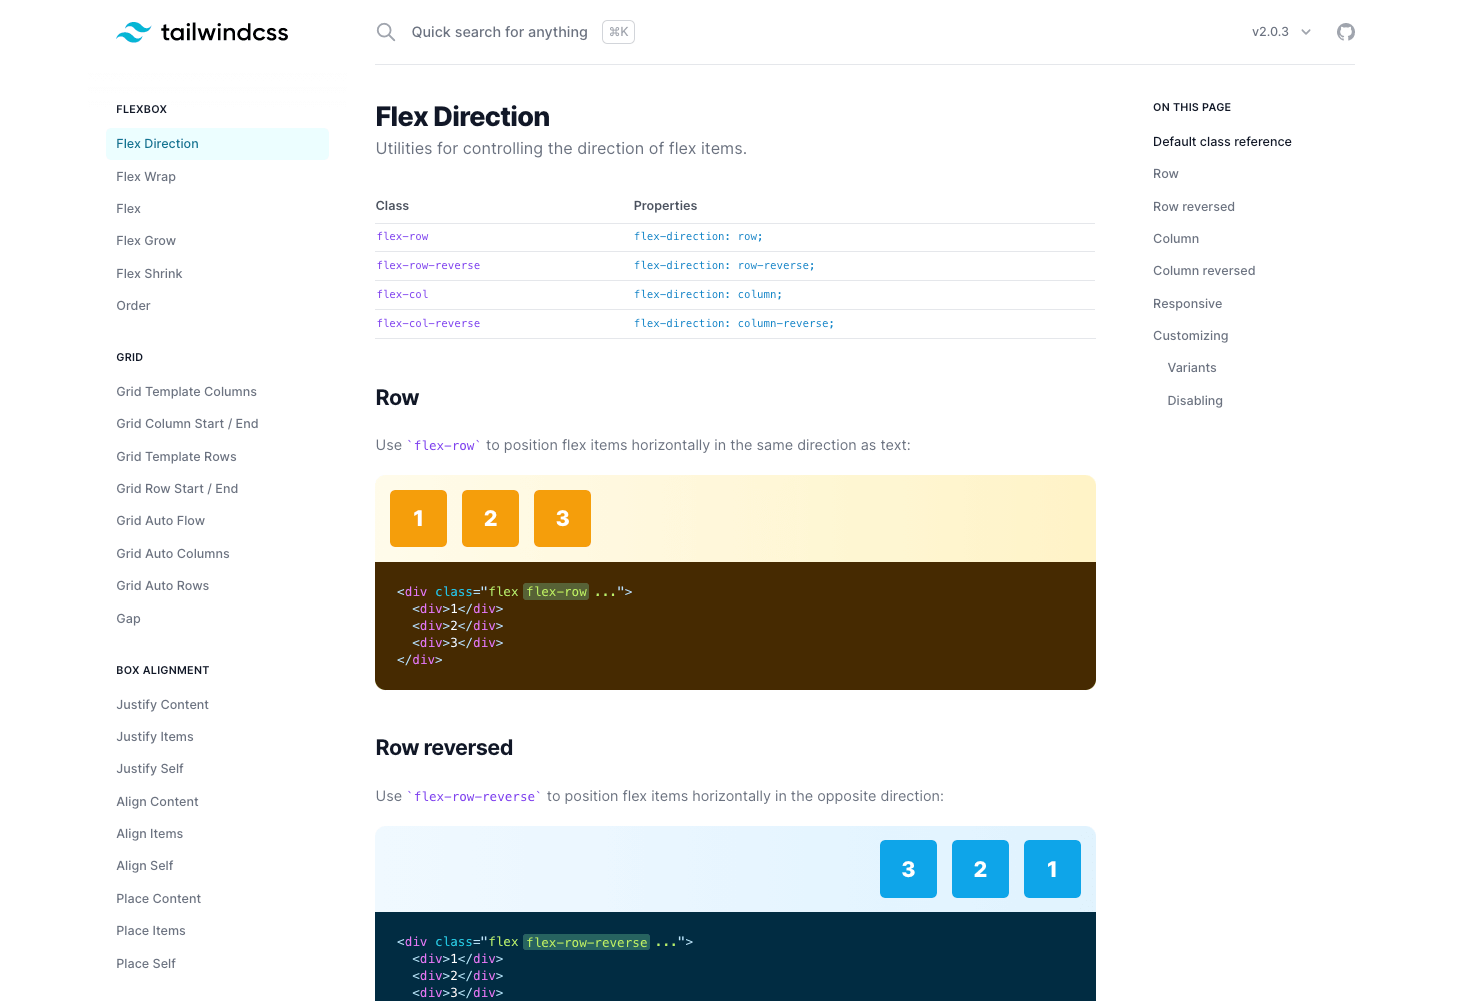 tailwindcss
Quick search for anything ⌘K
v2.0.3
FLEXBOX
Flex Direction
Flex Wrap
Flex
Flex Grow
Flex Shrink
Order
GRID
Grid Template Columns
Grid Column Start / End
Grid Template Rows
Grid Row Start / End
Grid Auto Flow
Grid Auto Columns
Grid Auto Rows
Gap
BOX ALIGNMENT
Justify Content
Justify Items
Justify Self
Align Content
Align Items
Align Self
Place Content
Place Items
Place Self
Flex Direction
Utilities for controlling the direction of flex items.
Class Properties
flex-row flex-direction: row;
flex-row-reverse flex-direction: row-reverse;
flex-col flex-direction: column;
flex-col-reverse flex-direction: column-reverse;
Row
Use `flex-row` to position flex items horizontally in the same direction as text:
1 2 3
<div class="flex flex-row ...">
  <div>1</div>
  <div>2</div>
  <div>3</div>
</div>
Row reversed
Use `flex-row-reverse` to position flex items horizontally in the opposite direction:
3 2 1
<div class="flex flex-row-reverse ...">
  <div>1</div>
  <div>2</div>
  <div>3</div>
ON THIS PAGE
Default class reference
Row
Row reversed
Column
Column reversed
Responsive
Customizing
Variants
Disabling